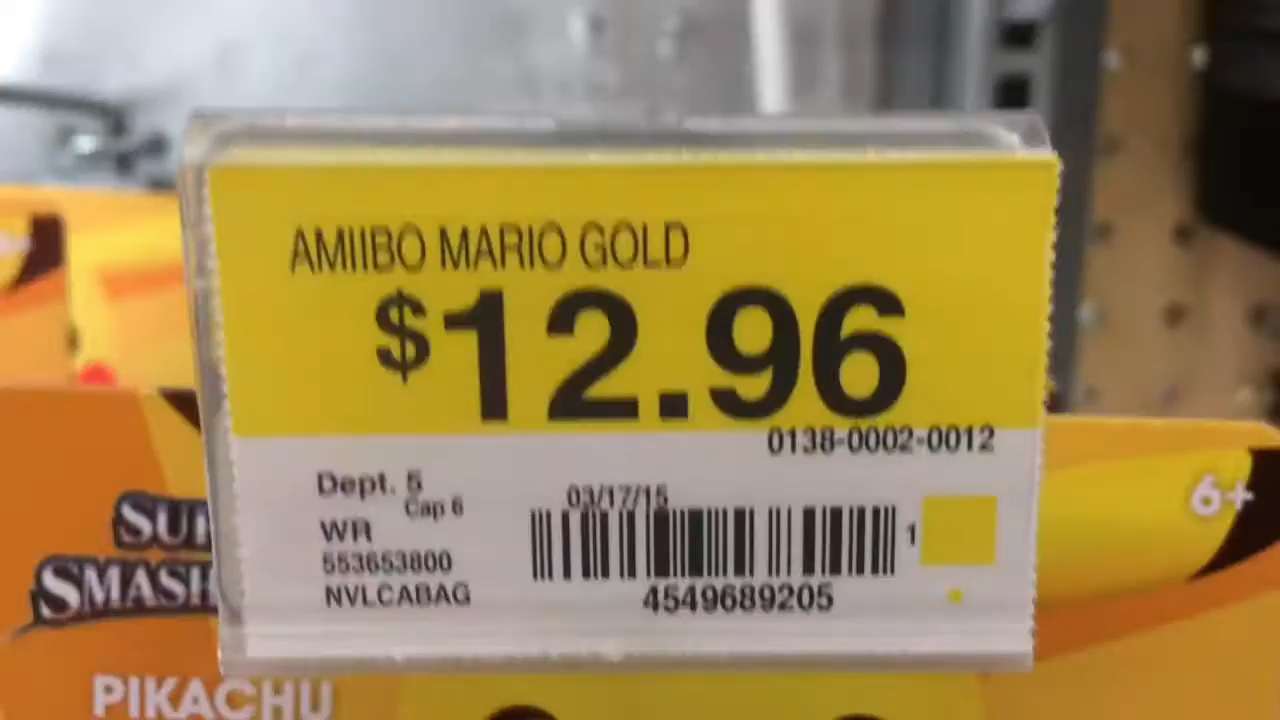 AMIIBO MARIO GOLD
$12.96
0138-0002-0012
Dept. 5
Cap 6
03/17/15
WR
1
553653800
NVLCABAG
4549689205
6+
SMASH
PIKACHU